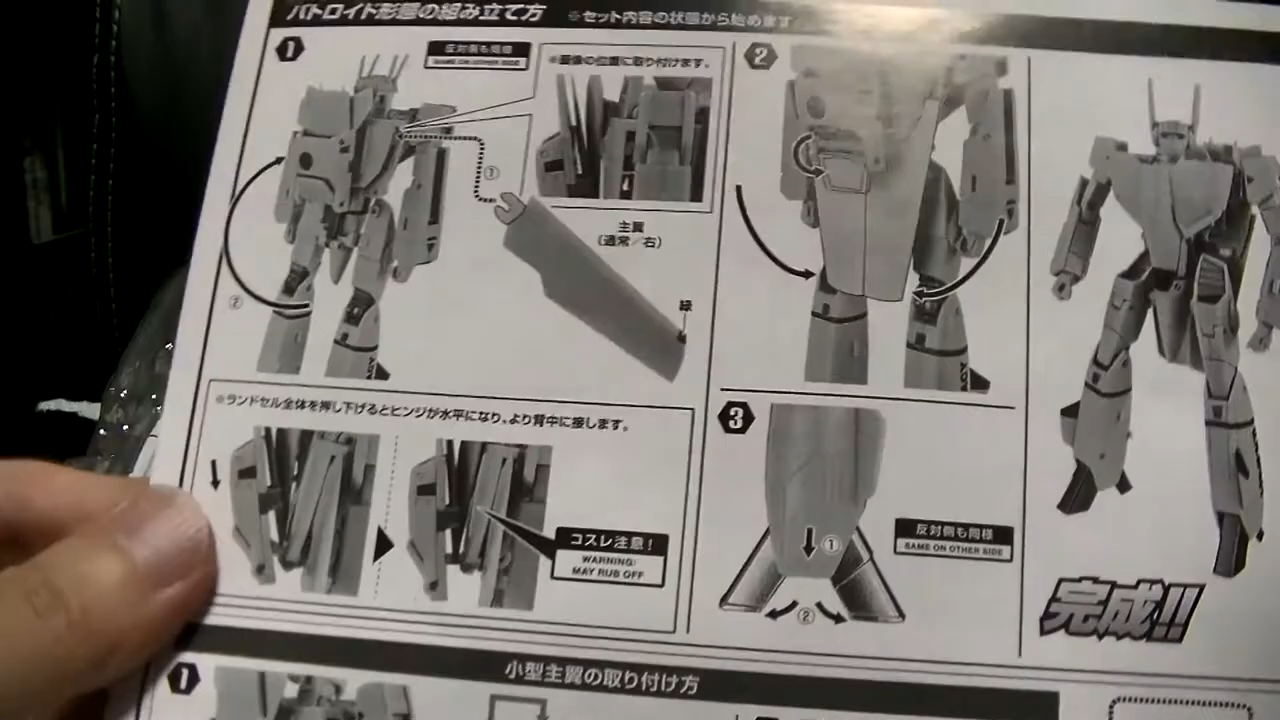 バトロイド形態の組み立て方 ※セット内容の状態から始めます
1
反対側も同様
SAME ON OTHER SIDE
※画像の位置に取り付けます。
①
主翼
(通常/右)
緑
②
※ランドセル全体を押し下げるとヒンジが水平になり、より背中に接します。
コスレ注意!
WARNING:
MAY RUB OFF
2
3
①
②
反対側も同様
SAME ON OTHER SIDE
完成!!
小型主翼の取り付け方
1